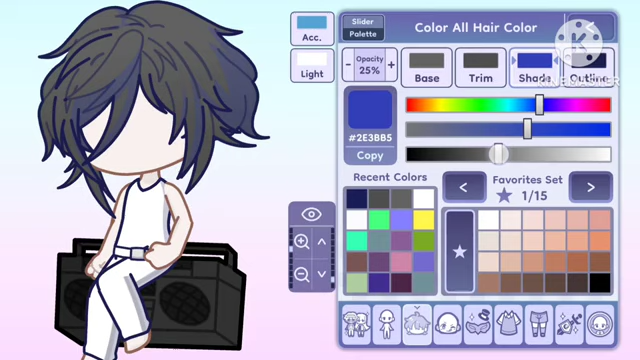 Acc.
Light
Slider
Palette
Color All Hair Color
<
- Opacity +
25%
Base
Trim
Shade
Outline
#2E3BB5
Copy
Recent Colors
Favorites Set
< ★ 1/15 >